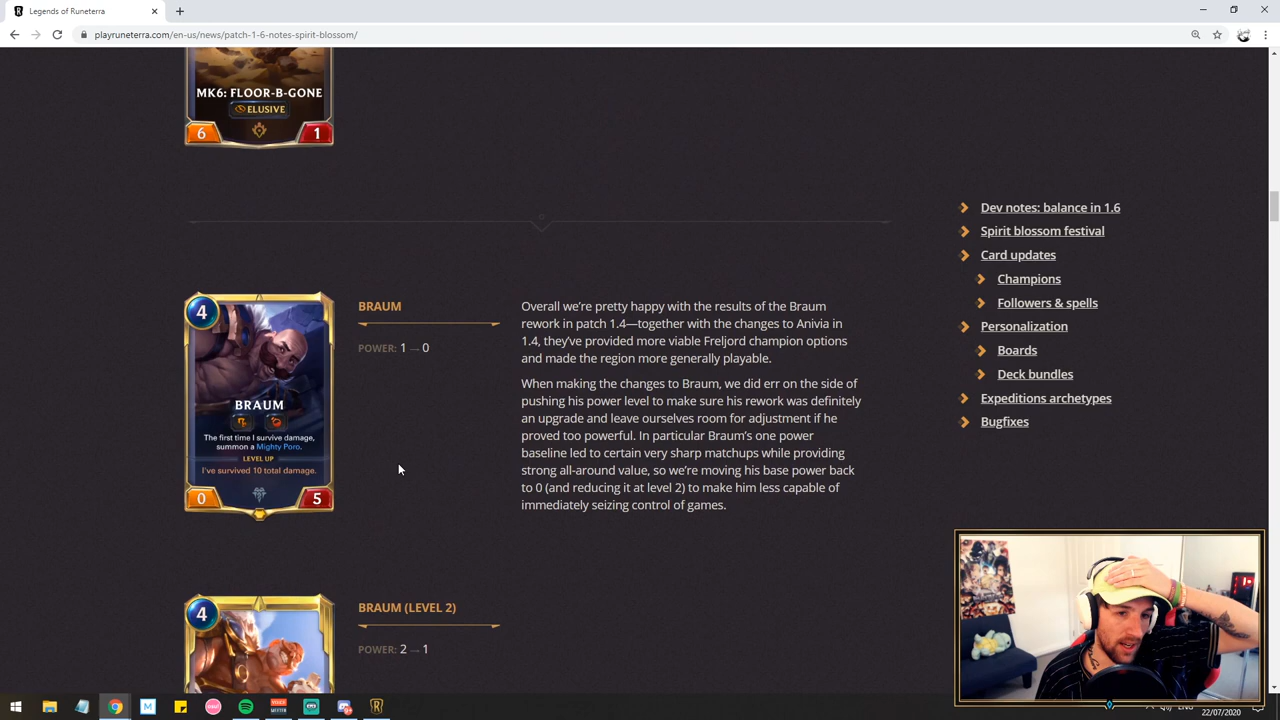 Legends of Runeterra
playruneterra.com/en-us/news/patch-1-6-notes-spirit-blossom/
MK6: FLOOR-B-GONE
ELUSIVE
6
1
Dev notes: balance in 1.6
Spirit blossom festival
Card updates
Champions
Followers & spells
Personalization
Boards
Deck bundles
Expeditions archetypes
Bugfixes
4
BRAUM
The first time I survive damage,
summon a Mighty Poro.
LEVEL UP
I've survived 10 total damage.
0
5
BRAUM
POWER: 1 → 0
Overall we're pretty happy with the results of the Braum
rework in patch 1.4—together with the changes to Anivia in
1.4, they've provided more viable Freljord champion options
and made the region more generally playable.
When making the changes to Braum, we did err on the side of
pushing his power level to make sure his rework was definitely
an upgrade and leave ourselves room for adjustment if he
proved too powerful. In particular Braum's one power
baseline led to certain very sharp matchups while providing
strong all-around value, so we're moving his base power back
to 0 (and reducing it at level 2) to make him less capable of
immediately seizing control of games.
4
BRAUM (LEVEL 2)
POWER: 2 → 1
22/07/2020